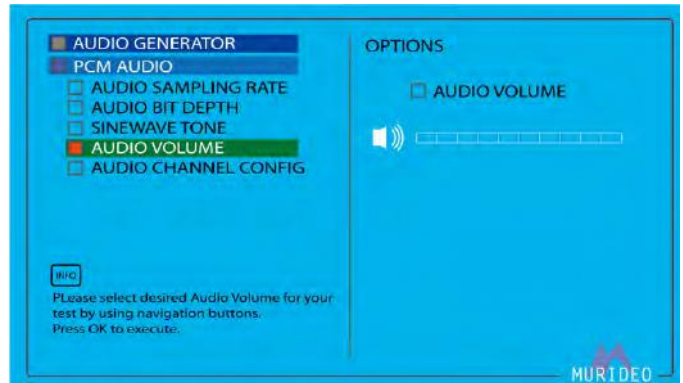 AUDIO GENERATOR
PCM AUDIO
AUDIO SAMPLING RATE
AUDIO BIT DEPTH
SINEWAVE TONE
AUDIO VOLUME
AUDIO CHANNEL CONFIG
INFO
PLease select desired Audio Volume for your
test by using navigation buttons.
Press OK to execute.
OPTIONS
AUDIO VOLUME
MURIDEO